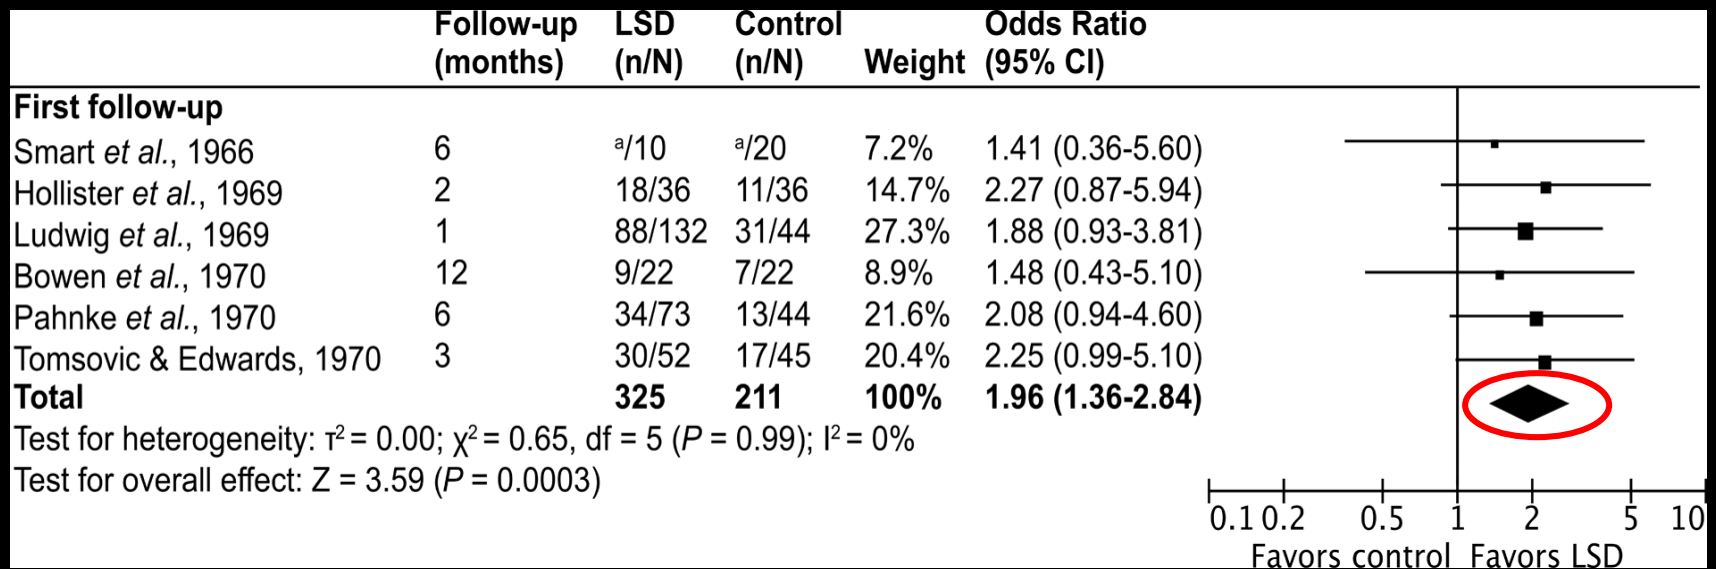 Follow-up LSD Control Odds Ratio
(months) (n/N) (n/N) Weight (95% CI)
First follow-up
Smart et al., 1966 6 a/10 a/20 7.2% 1.41 (0.36-5.60)
Hollister et al., 1969 2 18/36 11/36 14.7% 2.27 (0.87-5.94)
Ludwig et al., 1969 1 88/132 31/44 27.3% 1.88 (0.93-3.81)
Bowen et al., 1970 12 9/22 7/22 8.9% 1.48 (0.43-5.10)
Pahnke et al., 1970 6 34/73 13/44 21.6% 2.08 (0.94-4.60)
Tomsovic & Edwards, 1970 3 30/52 17/45 20.4% 2.25 (0.99-5.10)
Total 325 211 100% 1.96 (1.36-2.84)
Test for heterogeneity: τ² = 0.00; χ² = 0.65, df = 5 (P = 0.99); I² = 0%
Test for overall effect: Z = 3.59 (P = 0.0003)
0.1 0.2 0.5 1 2 5 10
Favors control Favors LSD